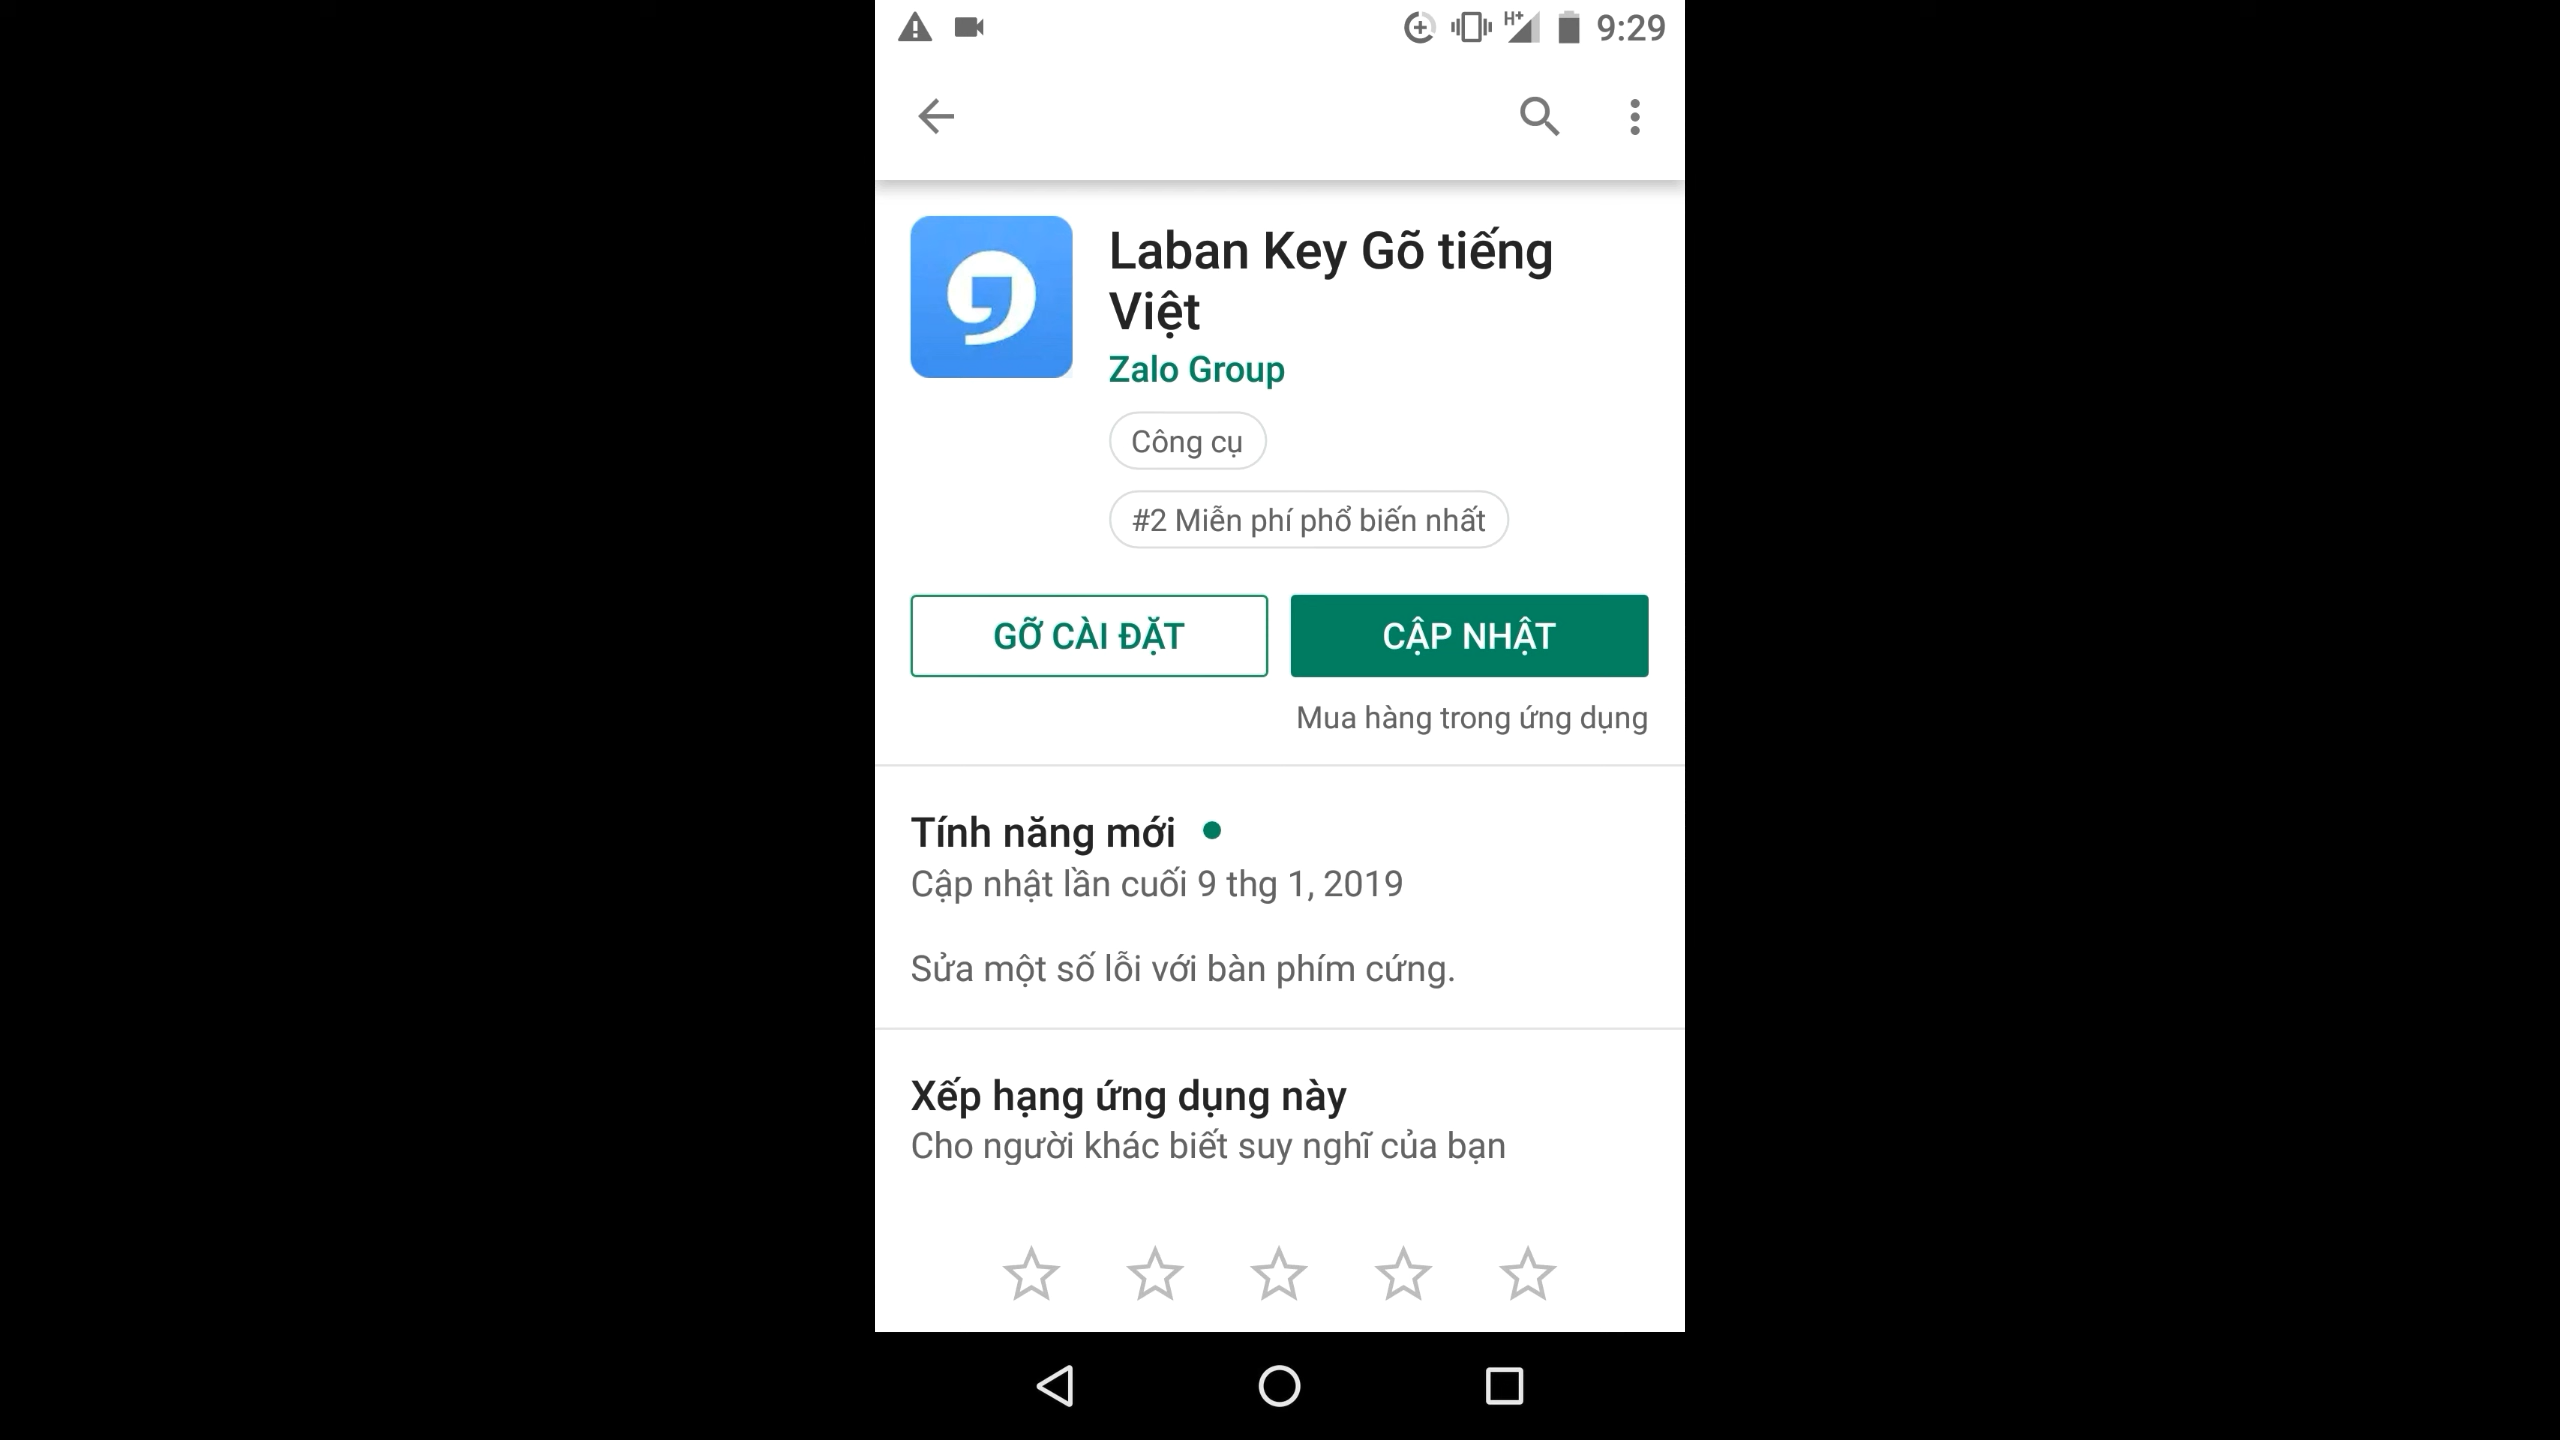 H+ 9:29
Laban Key Gõ tiếng
Việt
Zalo Group
Công cụ
#2 Miễn phí phổ biến nhất
GỠ CÀI ĐẶT CẬP NHẬT
Mua hàng trong ứng dụng
Tính năng mới
Cập nhật lần cuối 9 thg 1, 2019
Sửa một số lỗi với bàn phím cứng.
Xếp hạng ứng dụng này
Cho người khác biết suy nghĩ của bạn